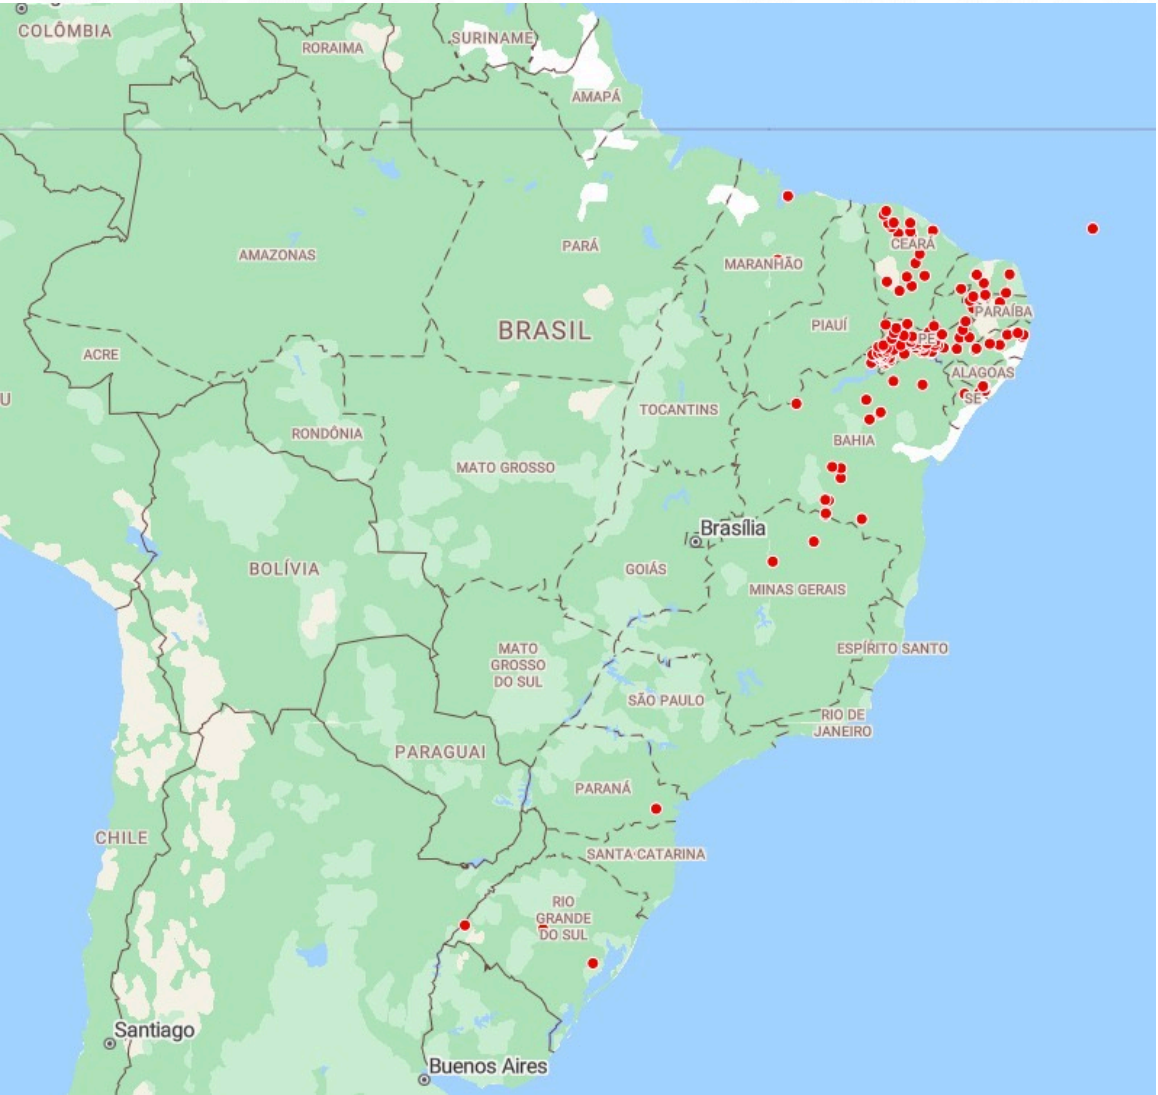 COLÔMBIA
SURINAME
RORAIMA
AMAPÁ
CEARÁ
AMAZONAS
PARÁ
MARANHÃO
PARAÍBA
BRASIL
PIAUÍ
PE
ACRE
ALAGOAS
U
SE
TOCANTINS
RONDÔNIA
BAHIA
MATO GROSSO
Brasília
BOLÍVIA
GOIÁS
MINAS GERAIS
MATO
GROSSO
DO SUL
ESPÍRITO SANTO
SÃO PAULO
RIO DE
JANEIRO
PARAGUAI
PARANÁ
CHILE
SANTA CATARINA
RIO
GRANDE
DO SUL
Santiago
Buenos Aires